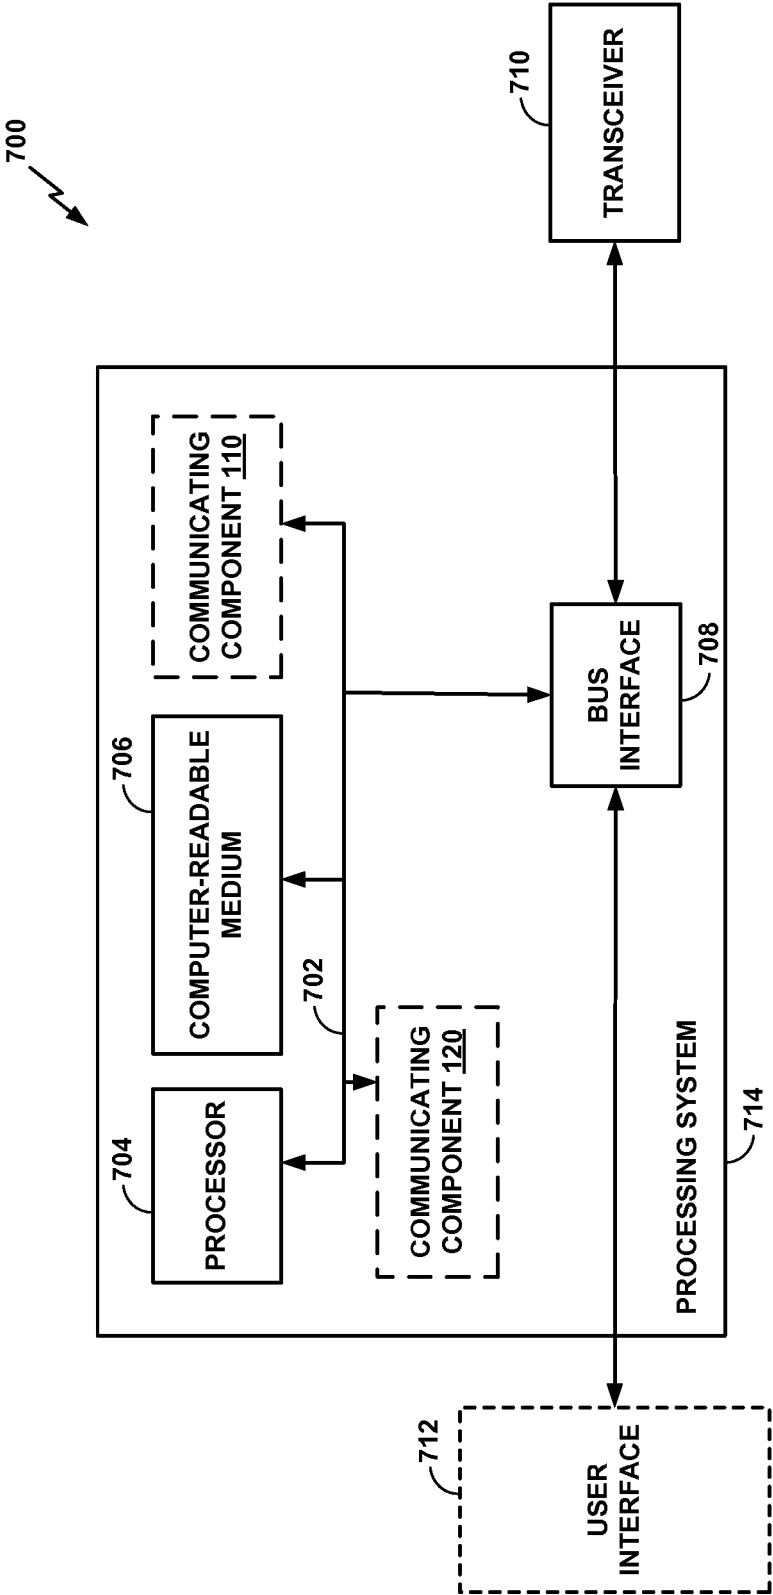 700
704
PROCESSOR
706
COMPUTER-READABLE
MEDIUM
COMMUNICATING
COMPONENT 110
702
COMMUNICATING
COMPONENT 120
712
USER
INTERFACE
BUS
INTERFACE
708
710
TRANSCEIVER
PROCESSING SYSTEM
714